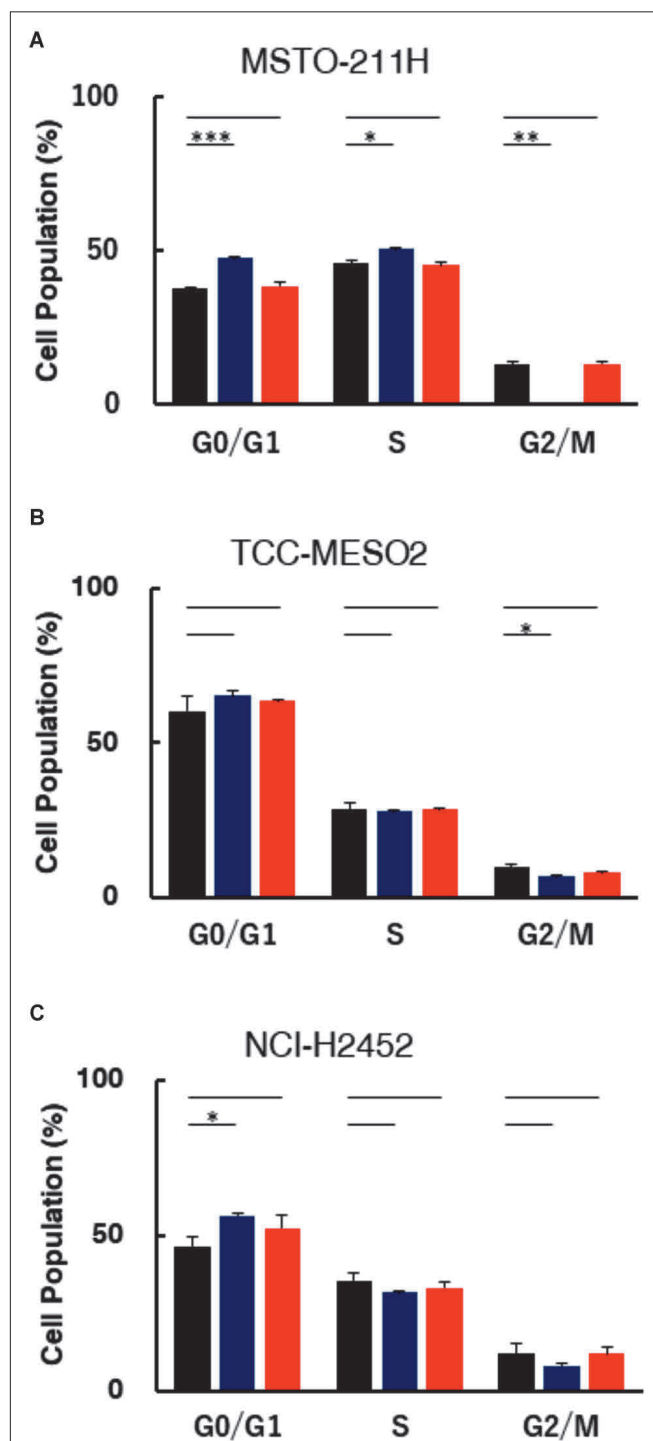 A
MSTO-211H
Cell Population (%)
100
50
0
***
*
**
G0/G1 S G2/M
B
TCC-MESO2
Cell Population (%)
100
50
0
*
G0/G1 S G2/M
C
NCI-H2452
Cell Population (%)
100
50
0
*
G0/G1 S G2/M